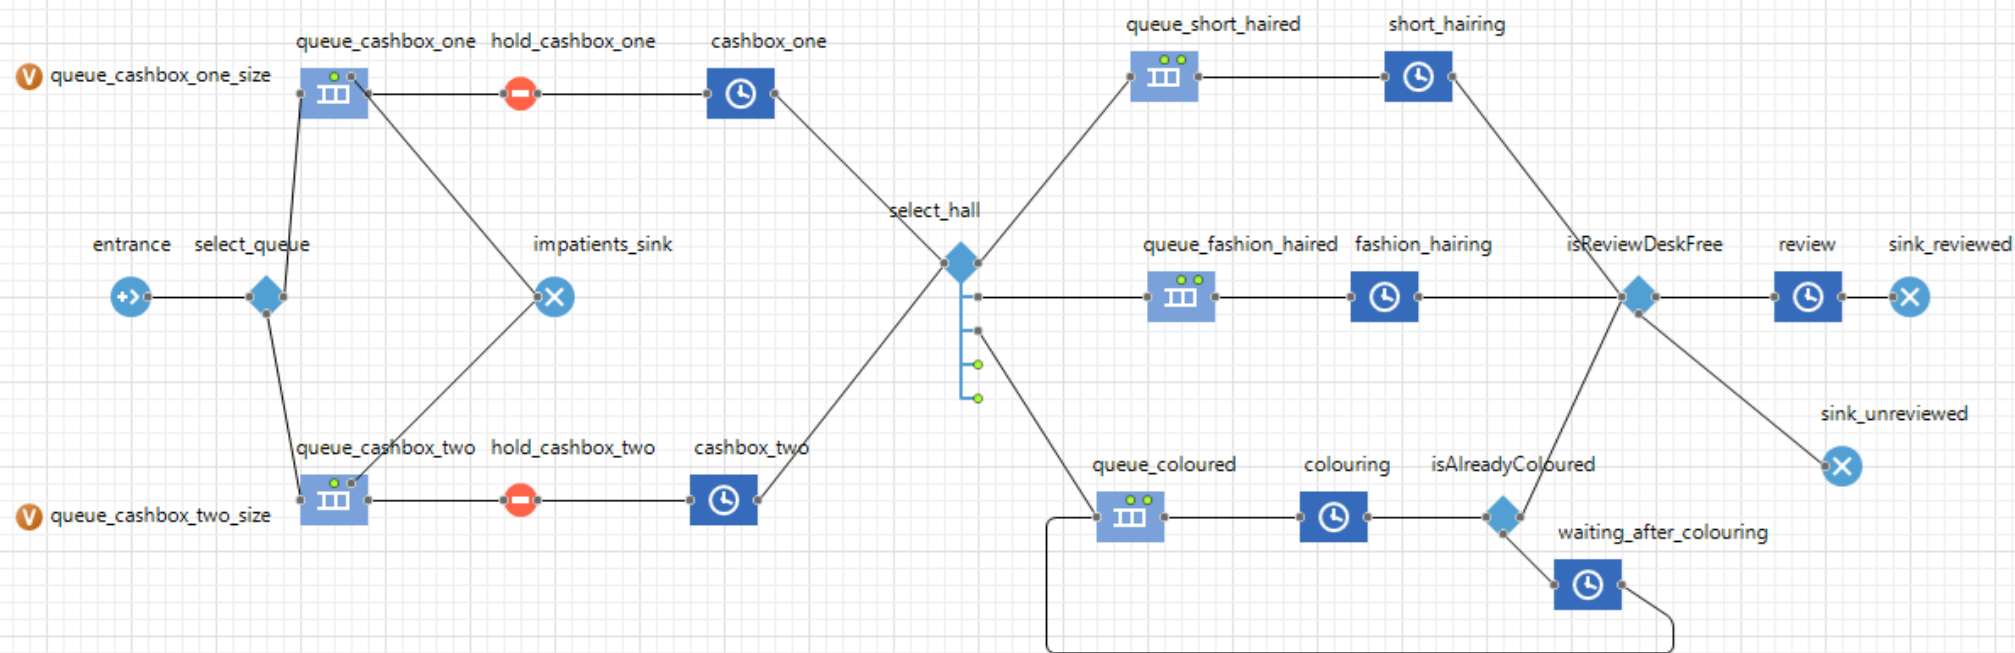 queue_short_haired
short_hairing
queue_cashbox_one
hold_cashbox_one
cashbox_one
V
queue_cashbox_one_size
select_hall
entrance
select_queue
impatients_sink
queue_fashion_haired
fashion_hairing
isReviewDeskFree
review
sink_reviewed
sink_unreviewed
queue_cashbox_two
hold_cashbox_two
cashbox_two
queue_coloured
colouring
isAlreadyColoured
V
queue_cashbox_two_size
waiting_after_colouring